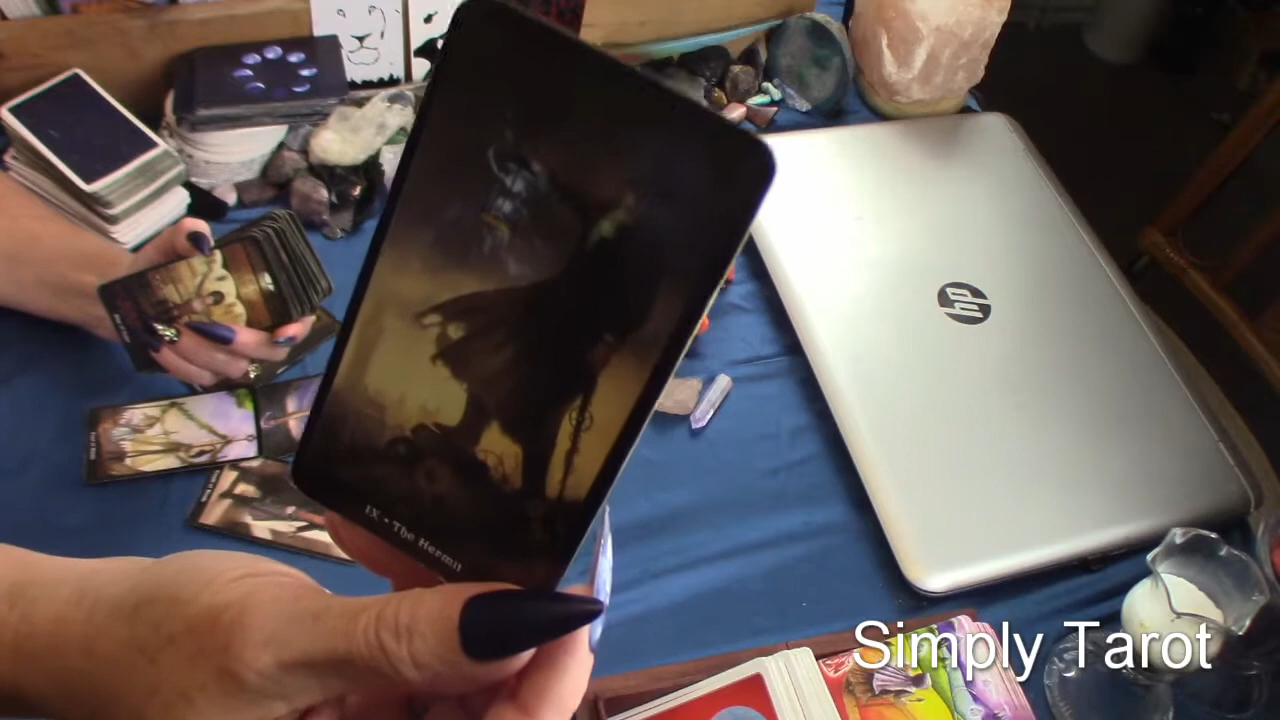 hp
IX • The Hermit
Simply Tarot